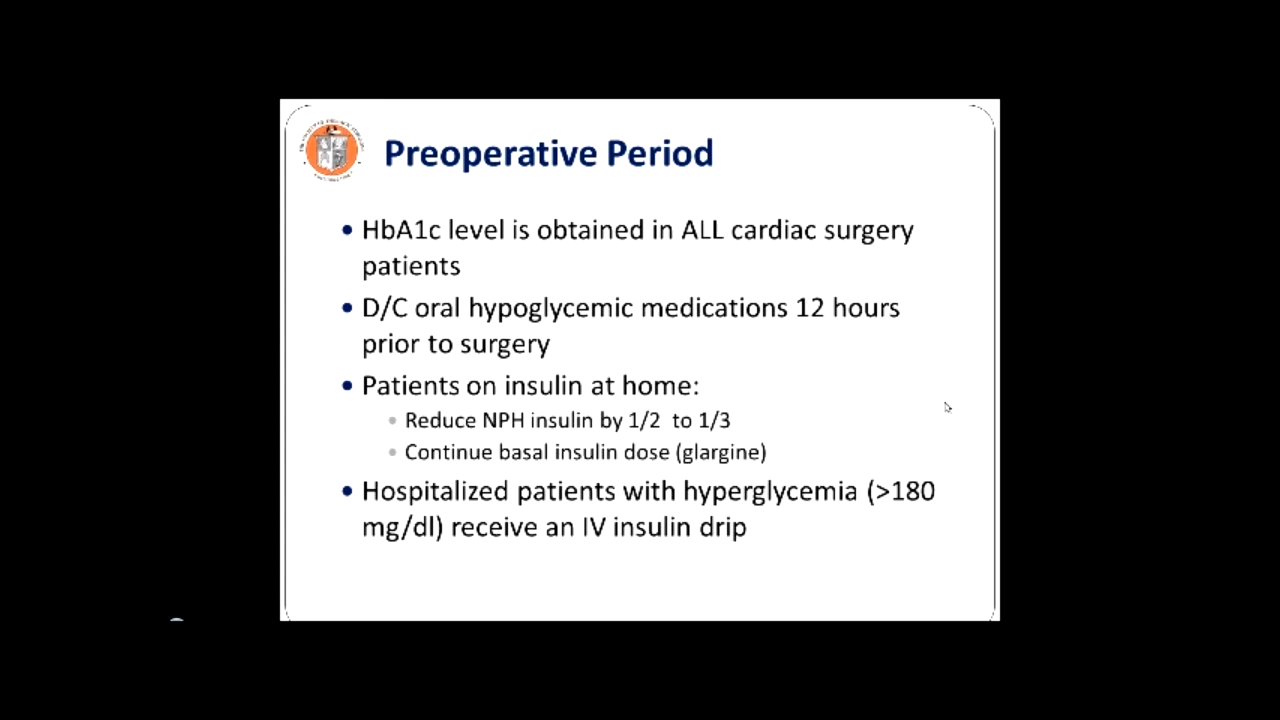 Preoperative Period
• HbA1c level is obtained in ALL cardiac surgery
patients
• D/C oral hypoglycemic medications 12 hours
prior to surgery
• Patients on insulin at home:
• Reduce NPH insulin by 1/2 to 1/3
• Continue basal insulin dose (glargine)
• Hospitalized patients with hyperglycemia (>180
mg/dl) receive an IV insulin drip